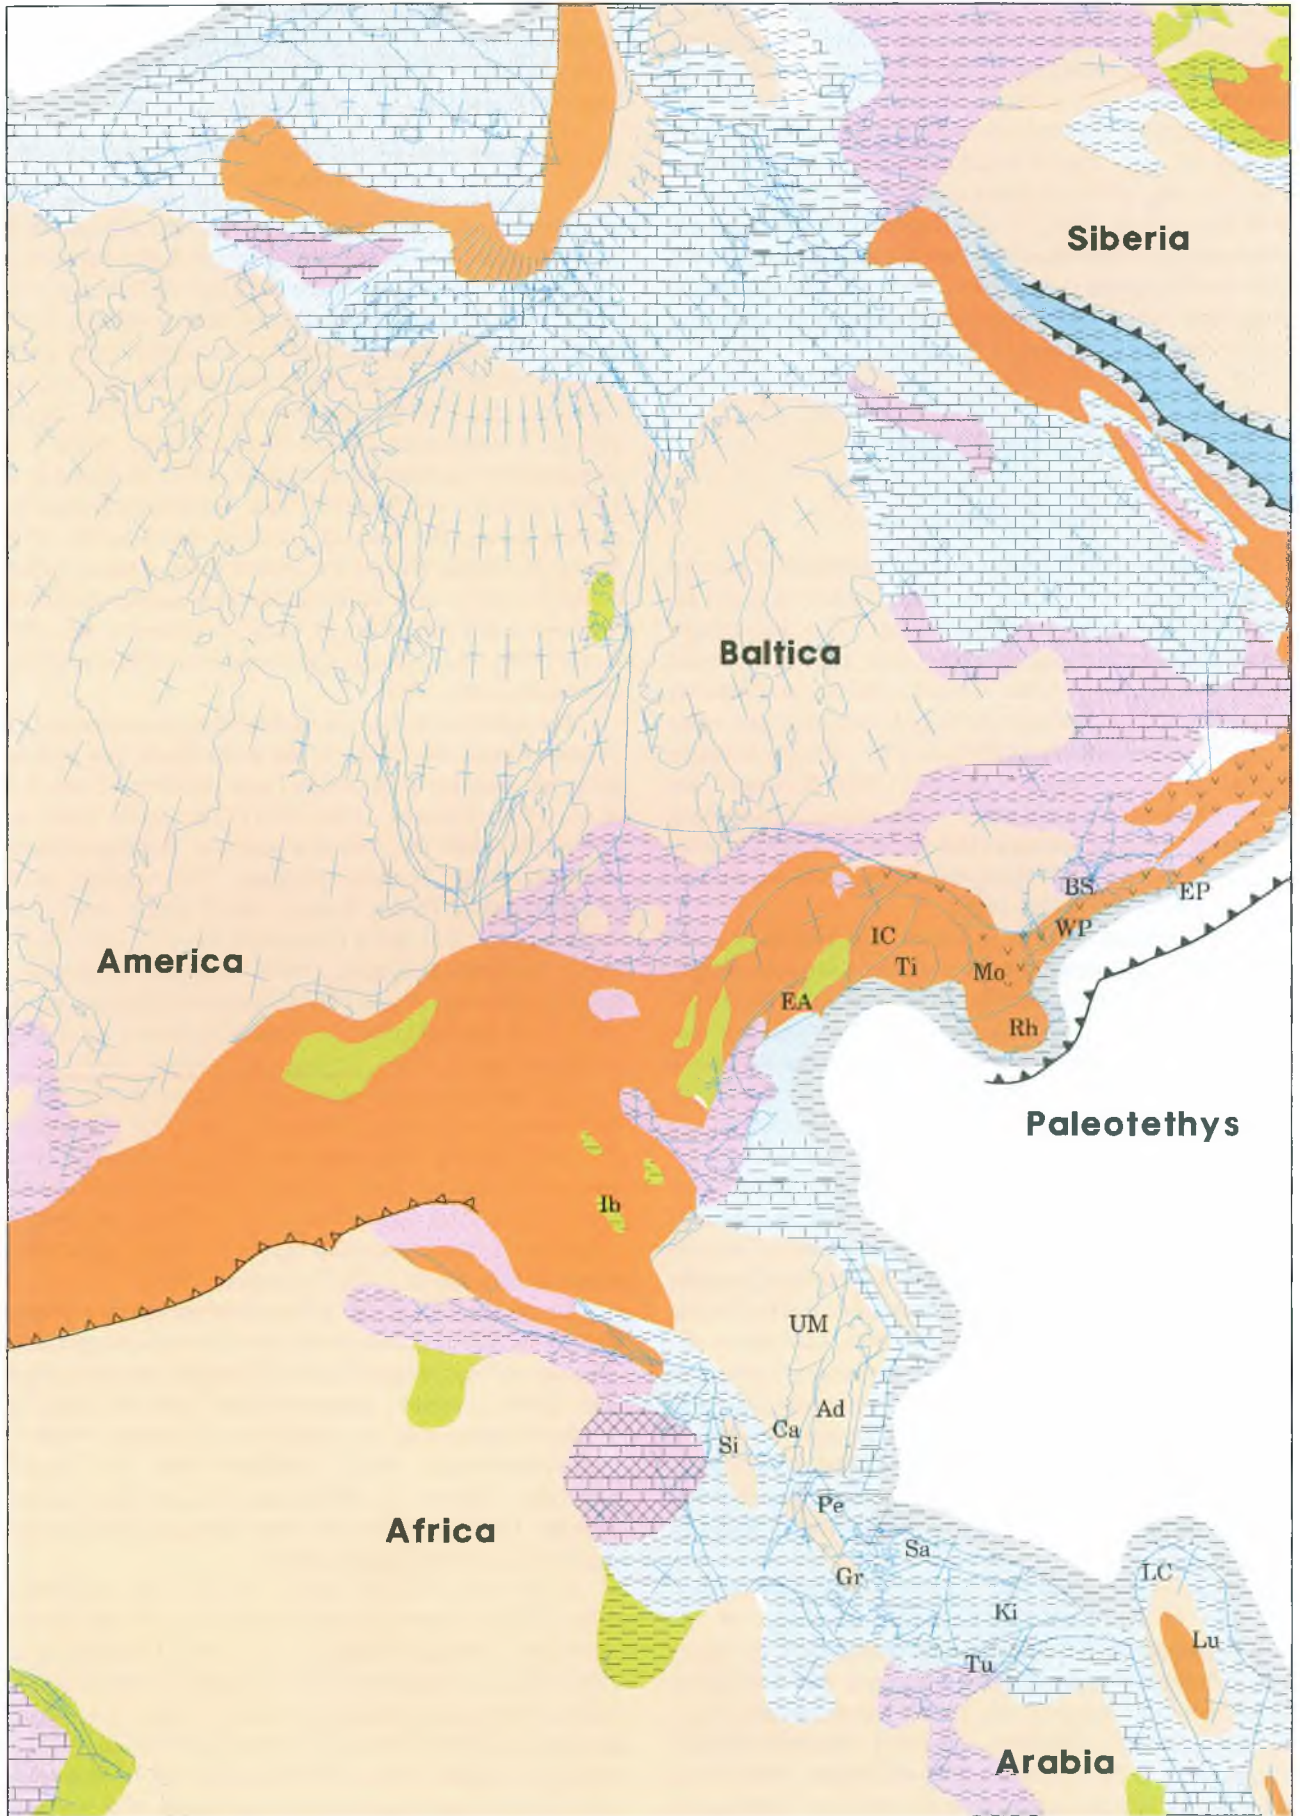 Siberia
Baltica
BS
EP
WP
IC
America
Ti
Mo
EA
Rh
Paleotethys
Ib
UM
Ad
Ca
Si
Pe
Africa
Sa
LC
Gr
Ki
Lu
Tu
Arabia